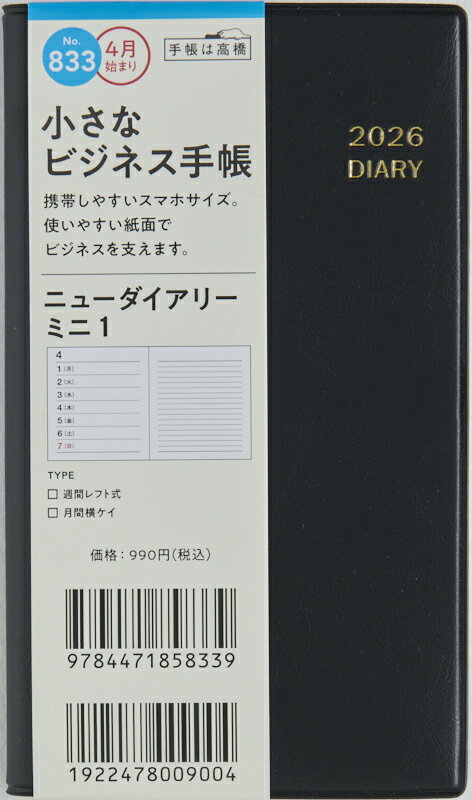 No.
833
4月
始まり
手帳は高橋
2026
DIARY
小さな
ビジネス手帳
携帯しやすいスマホサイズ。
使いやすい紙面で
ビジネスを支えます。
ニューダイアリー
ミニ1
4
1(月)
2(火)
3(水)
4(木)
5(金)
6(土)
7(日)
TYPE
□ 週間レフト式
□ 月間横ケイ
価格：990円(税込)
9784471858339
1922478009004